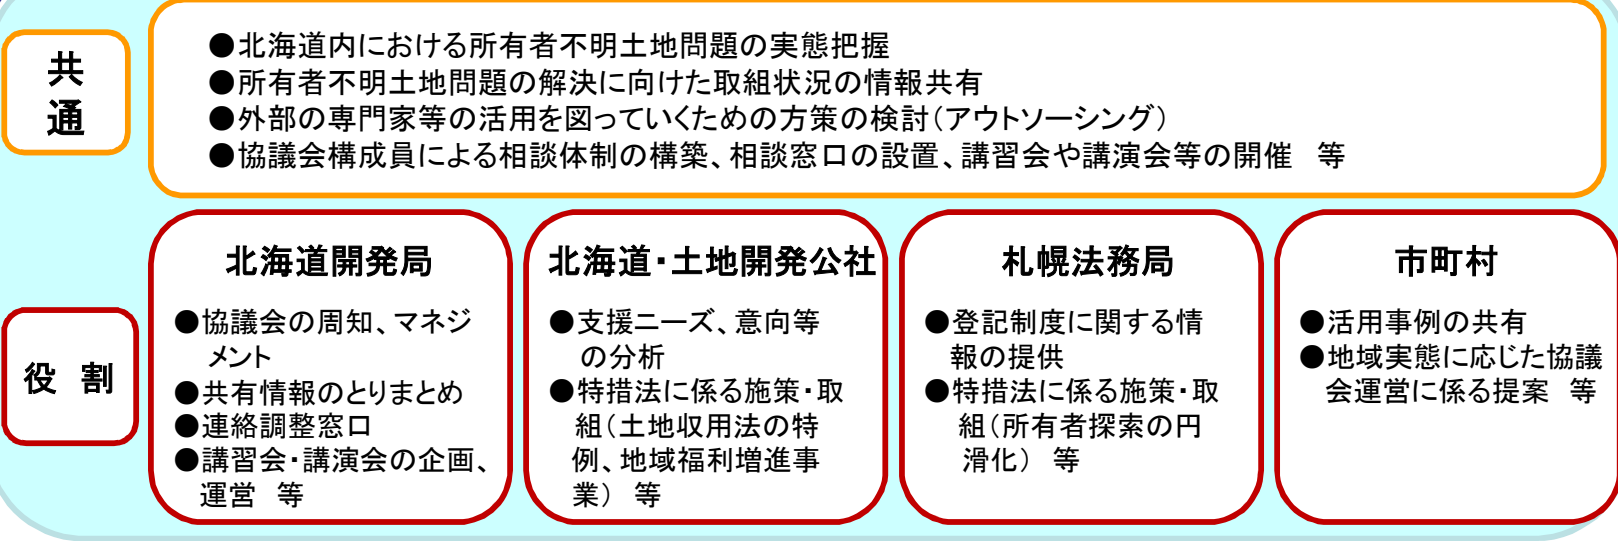 共
通
●北海道内における所有者不明土地問題の実態把握
●所有者不明土地問題の解決に向けた取組状況の情報共有
●外部の専門家等の活用を図っていくための方策の検討（アウトソーシング）
●協議会構成員による相談体制の構築、相談窓口の設置、講習会や講演会等の開催　等
役　割
北海道開発局
●協議会の周知、マネジ
メント
●共有情報のとりまとめ
●連絡調整窓口
●講習会・講演会の企画、
運営　等
北海道・土地開発公社
●支援ニーズ、意向等
の分析
●特措法に係る施策・取
組（土地収用法の特
例、地域福利増進事
業）　等
札幌法務局
●登記制度に関する情
報の提供
●特措法に係る施策・取
組（所有者探索の円
滑化）　等
市町村
●活用事例の共有
●地域実態に応じた協議
会運営に係る提案　等